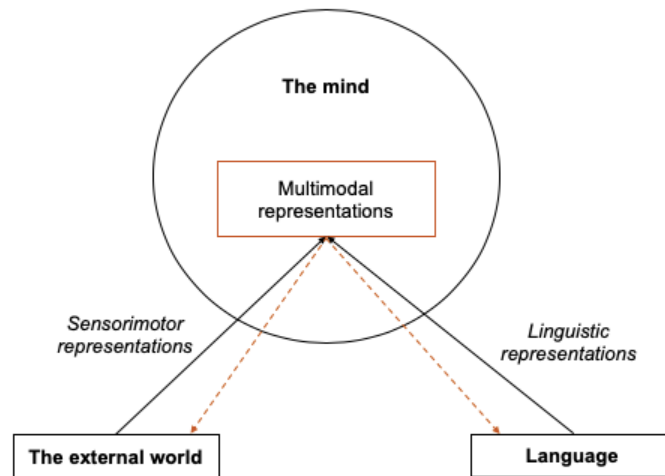 The mind
Multimodal
representations
Sensorimotor
representations
Linguistic
representations
The external world
Language